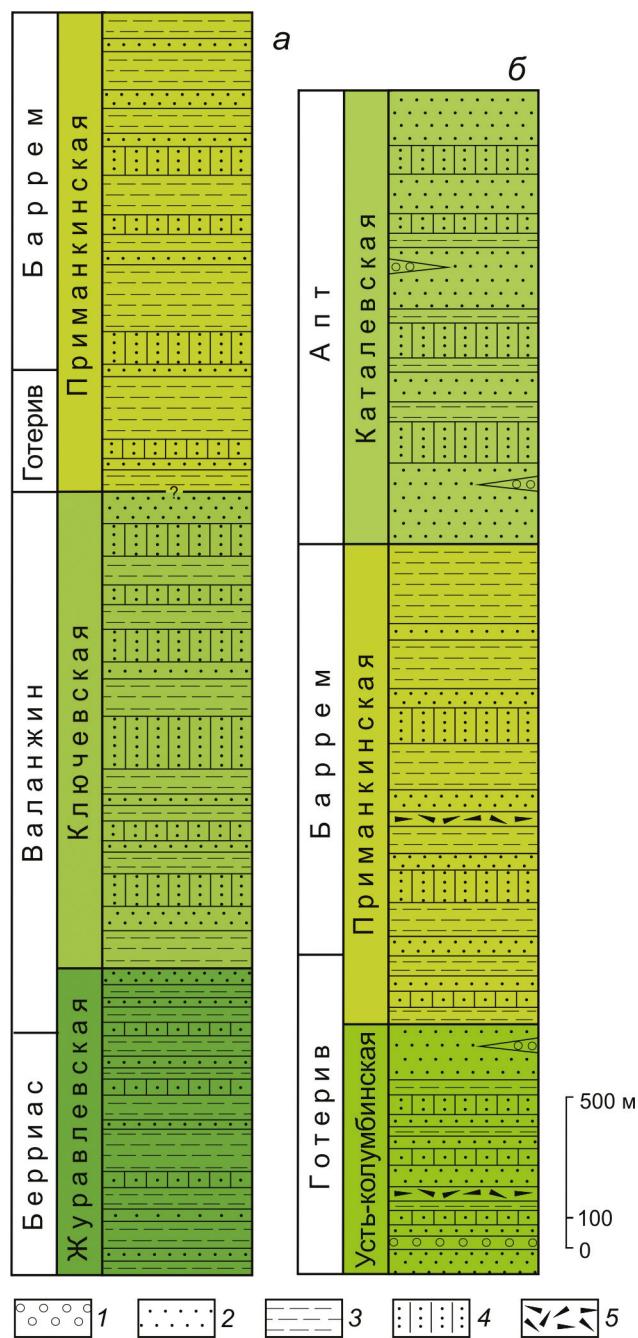 а
Баррем
Готерив
Валанжин
Берриас
Приманкинская
Ключевская
Журавлевская
?
б
Апт
Баррем
Готерив
Каталевская
Приманкинская
Усть-колумбинская
500 м
100
0
1
2
3
4
5